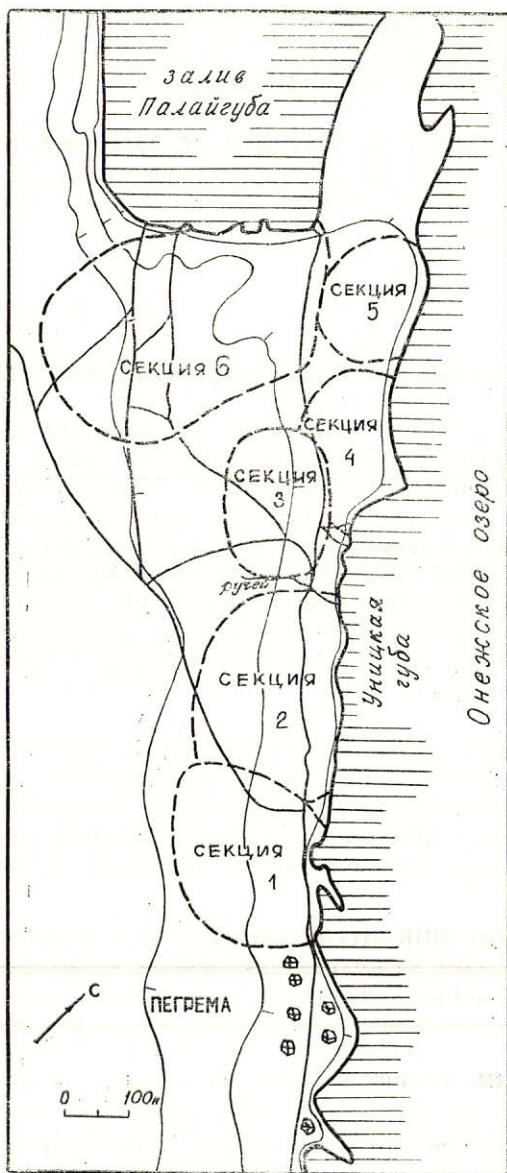 залив
Палайгуба
СЕКЦИЯ
5
СЕКЦИЯ 6
СЕКЦИЯ
4
СЕКЦИЯ
3
ручей
Уницкая
губа
Онежское озеро
СЕКЦИЯ
2
СЕКЦИЯ
1
С
ПЕГРЕМА
0 100м